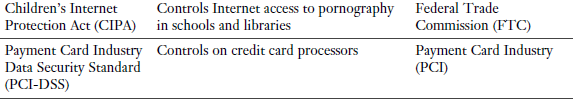 Children's Internet Controls Internet access to pornography Federal Trade
Protection Act (CIPA) in schools and libraries Commission (FTC)
Payment Card Industry Controls on credit card processors Payment Card Industry
Data Security Standard (PCI)
(PCI-DSS)